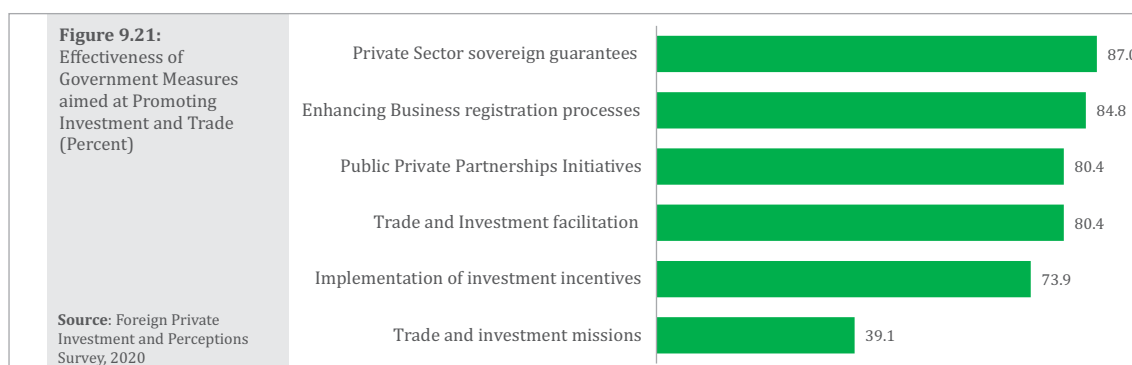 Figure 9.21:
Effectiveness of
Government Measures
aimed at Promoting
Investment and Trade
(Percent)
Source: Foreign Private
Investment and Perceptions
Survey, 2020
Private Sector sovereign guarantees 87.0
Enhancing Business registration processes 84.8
Public Private Partnerships Initiatives 80.4
Trade and Investment facilitation 80.4
Implementation of investment incentives 73.9
Trade and investment missions 39.1